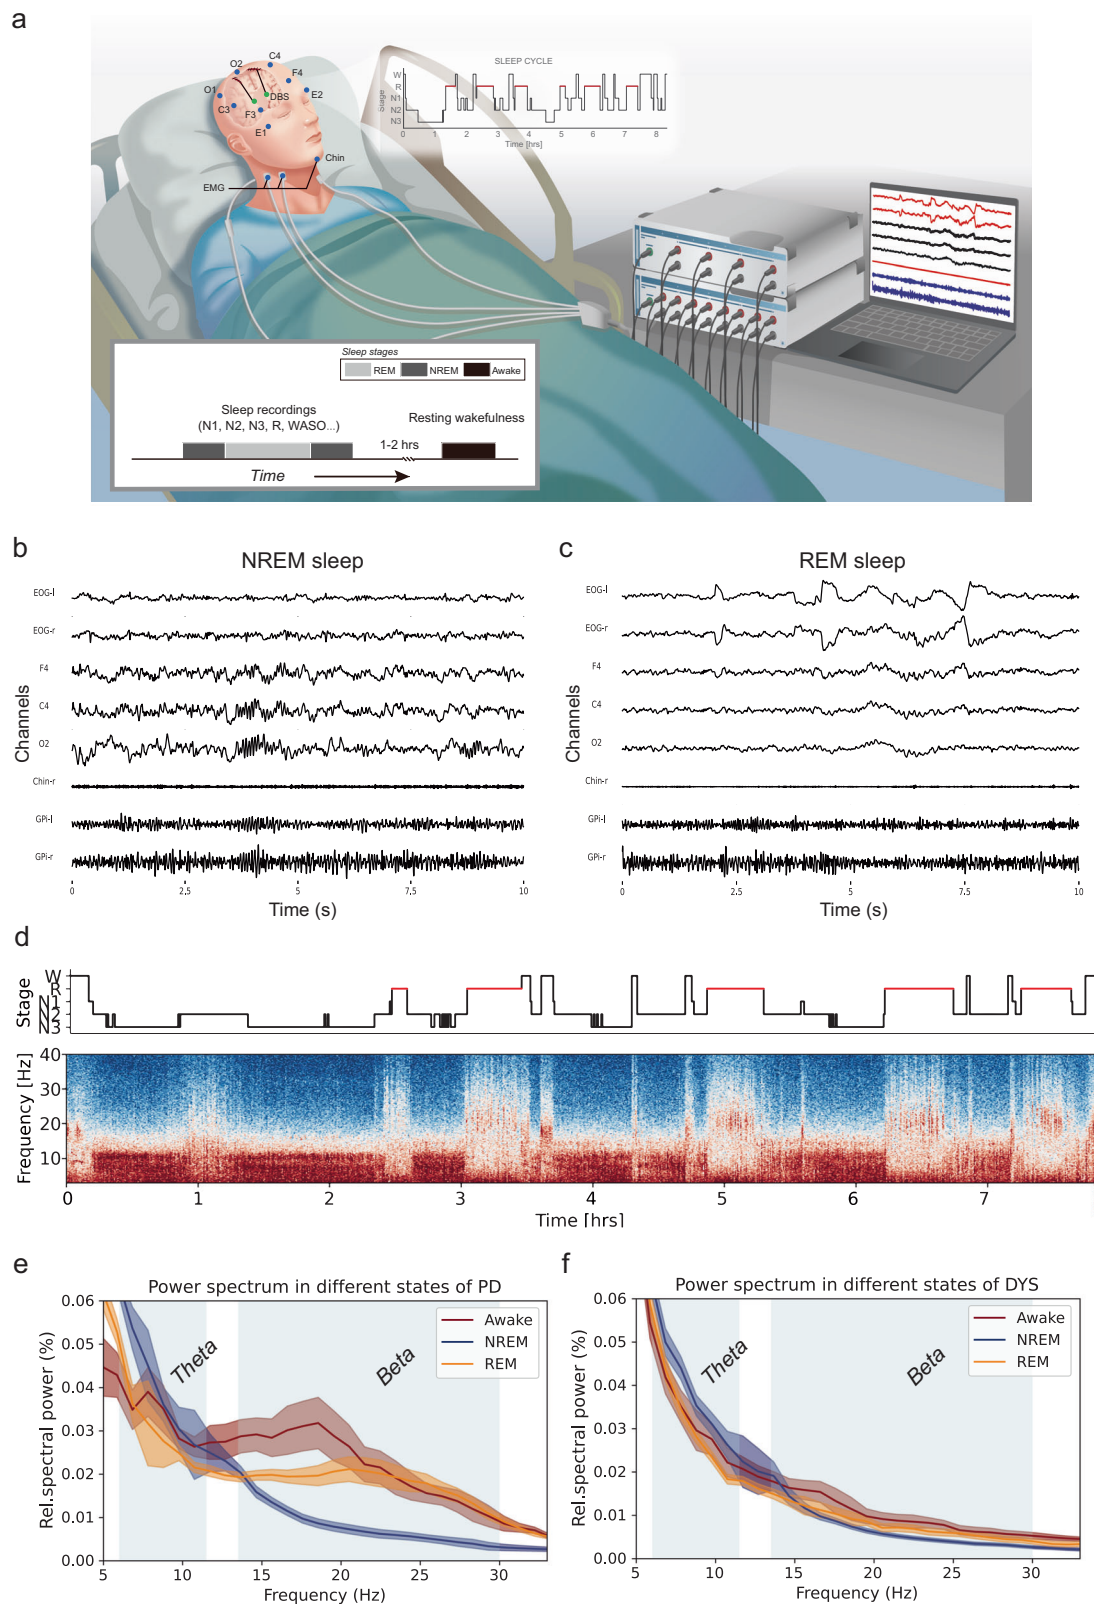 a
SLEEP CYCLE
W
R
N1
N2
N3
Stage
0 1 2 3 4 5 6 7 8
Time [hrs]
O2
C4
F4
O1
E2
DBS
C3
F3
E1
Chin
EMG
Sleep stages
REM NREM Awake
Sleep recordings
(N1, N2, N3, R, WASO...)
Resting wakefulness
1-2 hrs
Time
b
NREM sleep
EOG-l
EOG-r
F4
C4
O2
Chin-r
GPi-l
GPi-r
Channels
0 2.5 5 7.5 10
Time (s)
c
REM sleep
EOG-l
EOG-r
F4
C4
O2
Chin-r
GPi-l
GPi-r
Channels
0 2.5 5 7.5 10
Time (s)
d
W
R
N1
N2
N3
Stage
40
30
20
10
Frequency [Hz]
0 1 2 3 4 5 6 7
Time [hrs]
e
Power spectrum in different states of PD
0.06
0.05
0.04
0.03
0.02
0.01
0.00
Rel.spectral power (%)
Theta
Beta
Awake
NREM
REM
5 10 15 20 25 30
Frequency (Hz)
f
Power spectrum in different states of DYS
0.06
0.05
0.04
0.03
0.02
0.01
0.00
Rel.spectral power (%)
Theta
Beta
Awake
NREM
REM
5 10 15 20 25 30
Frequency (Hz)